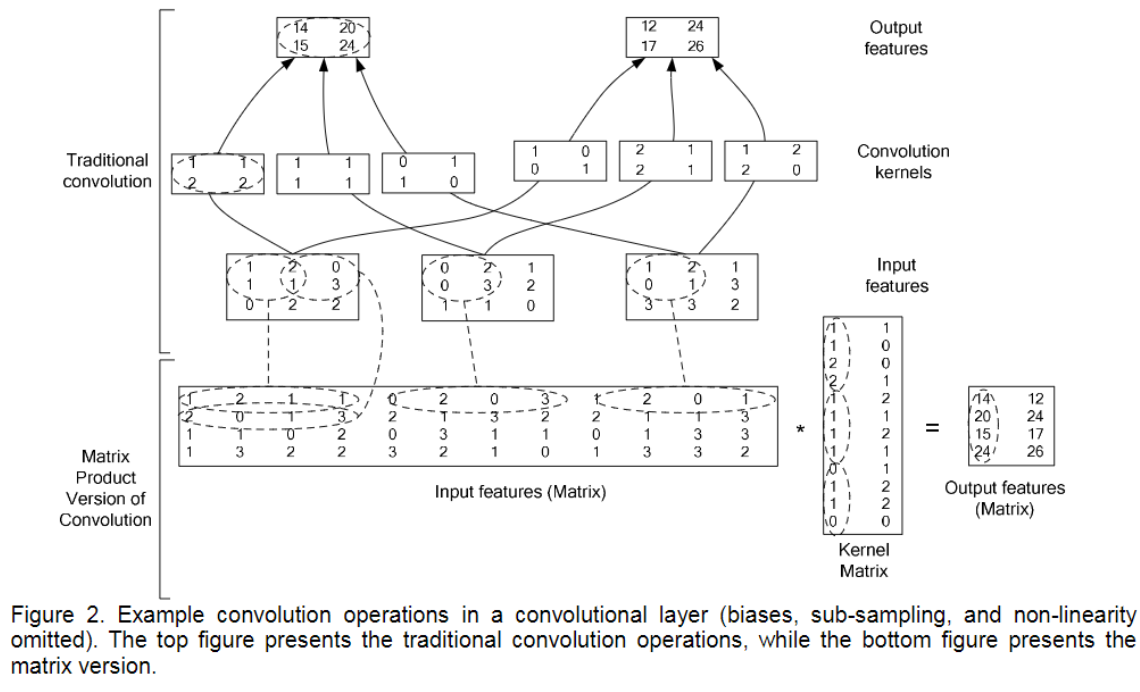 14 20
15 24
12 24
17 26
Output
features
Traditional
convolution
1 1
2 2
1 1
1 1
0 1
1 0
1 0
0 1
2 1
2 1
1 2
2 0
Convolution
kernels
1 2 0
1 1 3
0 2 2
0 2 1
0 3 2
1 1 0
1 2 1
0 1 3
3 3 2
Input
features
Matrix
Product
Version of
Convolution
1 2 1 1 0 2 0 3 1 2 0 1
2 0 1 3 2 1 3 2 2 1 1 3
1 1 0 2 0 3 1 1 0 1 3 3
1 3 2 2 3 2 1 0 1 3 3 2
Input features (Matrix)
*
1 1
1 0
2 0
2 1
1 2
1 1
1 2
1 1
0 1
1 2
1 2
0 0
Kernel
Matrix
=
14 12
20 24
15 17
24 26
Output features
(Matrix)
Figure 2. Example convolution operations in a convolutional layer (biases, sub-sampling, and non-linearity
omitted). The top figure presents the traditional convolution operations, while the bottom figure presents the
matrix version.